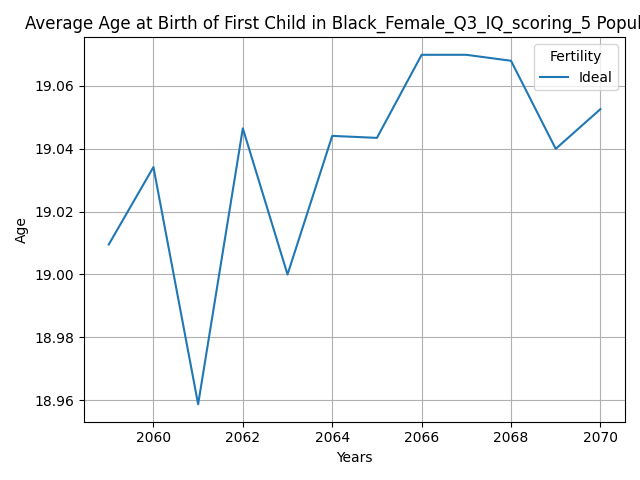 Average Age at Birth of First Child in Black_Female_Q3_IQ_scoring_5 Popul
Fertility
Ideal
19.06
19.04
19.02
19.00
18.98
18.96
Age
2060 2062 2064 2066 2068 2070
Years